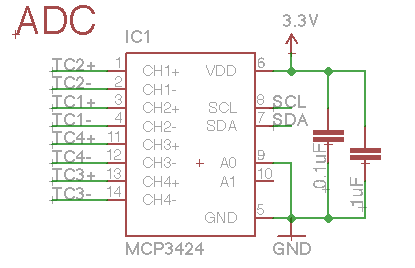 ADC
IC1
3.3V
TC2+ 1 CH1+ VDD 6
TC2- 2 CH1-
TC1+ 3 CH2+ SCL 8 SCL
TC1- 4 CH2- SDA 7 SDA
TC4+ 11 CH3+
TC4- 12 CH3- A0 9
TC3+ 13 CH4+ A1 10
TC3- 14 CH4-
GND 5
0.1uF
1uF
MCP3424
GND